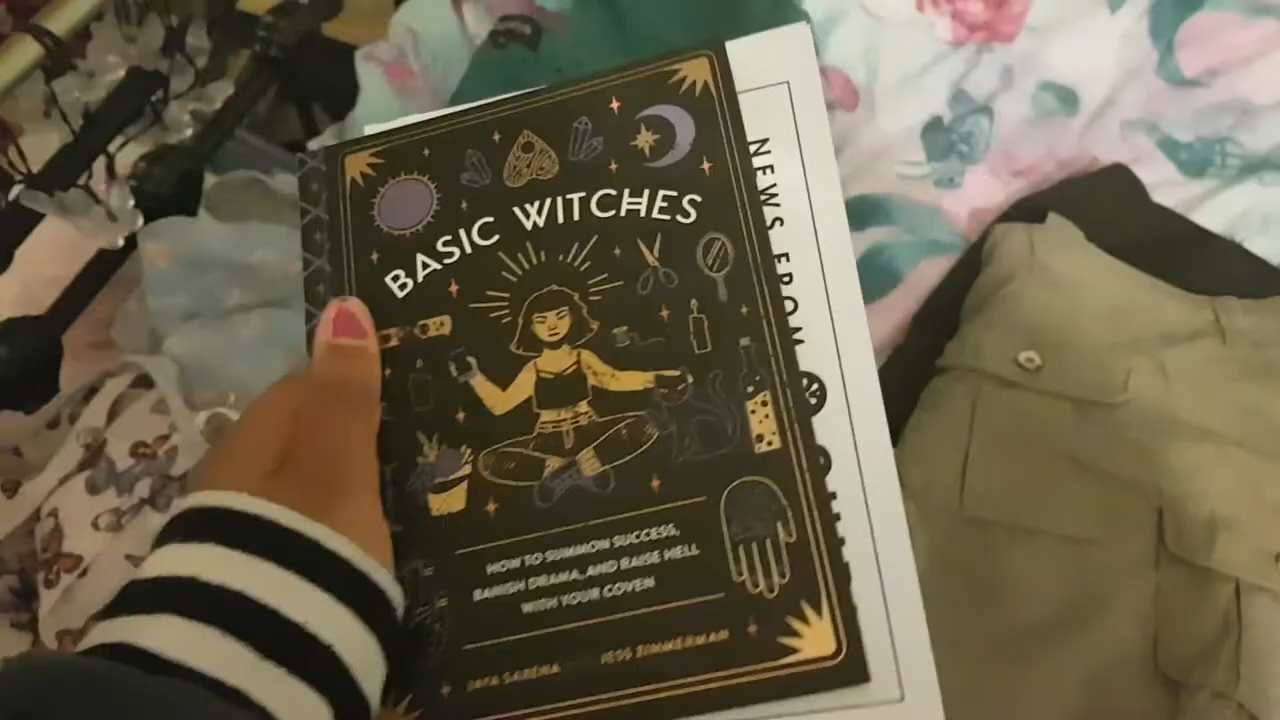 BASIC WITCHES
HOW TO SUMMON SUCCESS,
BANISH DRAMA, AND RAISE HELL
WITH YOUR COVEN
JAYA SAXENA JESS ZIMMERMAN
NEWS FROM